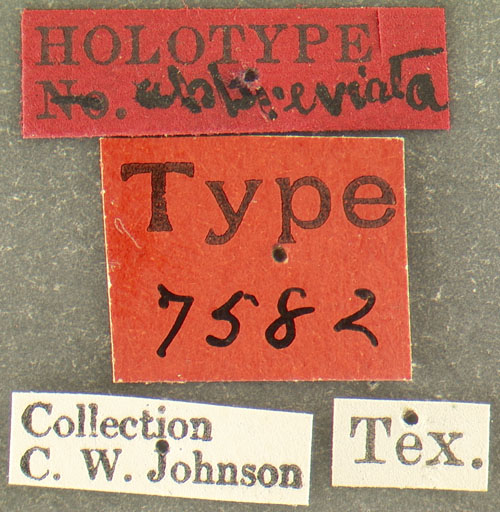 HOLOTYPE
No. abbreviata
Type
7582
Collection
C. W. Johnson
Tex.